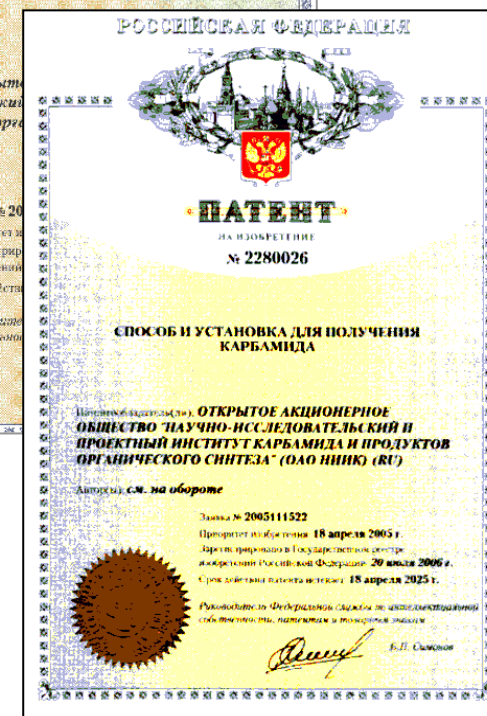 РОССИЙСКАЯ ФЕДЕРАЦИЯ
ПАТЕНТ
НА ИЗОБРЕТЕНИЕ
№ 2280026
СПОСОБ И УСТАНОВКА ДЛЯ ПОЛУЧЕНИЯ
КАРБАМИДА
Патентообладатель(ли): ОТКРЫТОЕ АКЦИОНЕРНОЕ
ОБЩЕСТВО "НАУЧНО-ИССЛЕДОВАТЕЛЬСКИЙ И
ПРОЕКТНЫЙ ИНСТИТУТ КАРБАМИДА И ПРОДУКТОВ
ОРГАНИЧЕСКОГО СИНТЕЗА" (ОАО НИИК) (RU)
Автор(ы): см. на обороте
Заявка № 2005111522
Приоритет изобретения 18 апреля 2005 г.
Зарегистрировано в Государственном реестре
изобретений Российской Федерации 20 июля 2006 г.
Срок действия патента истекает 18 апреля 2025 г.
Руководитель Федеральной службы по интеллектуальной
собственности, патентам и товарным знакам
Б.П. Симонов